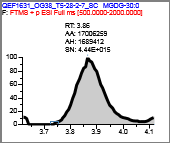 QEF1631_OG38_T5-28-2-7_SC MGDG-30:0
F: FTMS + p ESI Full ms [500.0000-2000.0000]
RT: 3.86
AA: 17006259
AH: 1689412
SN: 4.44E+015
100
80
60
40
20
0
3.7 3.8 3.9 4.0 4.1